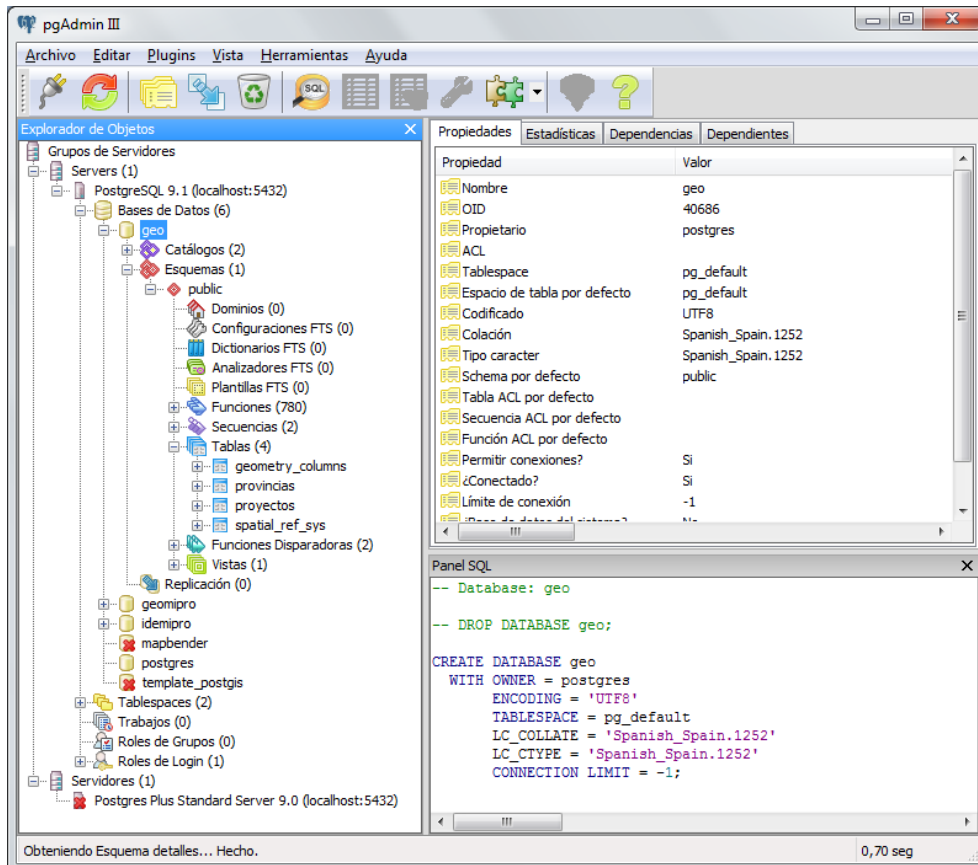 pgAdmin III
Archivo Editar Plugins Vista Herramientas Ayuda
SQL
Explorador de Objetos
Grupos de Servidores
Servers (1)
PostgreSQL 9.1 (localhost:5432)
Bases de Datos (6)
geo
Catálogos (2)
Esquemas (1)
public
Dominios (0)
Configuraciones FTS (0)
Dictionarios FTS (0)
Analizadores FTS (0)
Plantillas FTS (0)
Funciones (780)
Secuencias (2)
Tablas (4)
geometry_columns
provincias
proyectos
spatial_ref_sys
Funciones Disparadoras (2)
Vistas (1)
Replicación (0)
geomipro
idemipro
mapbender
postgres
template_postgis
Tablespaces (2)
Trabajos (0)
Roles de Grupos (0)
Roles de Login (1)
Servidores (1)
Postgres Plus Standard Server 9.0 (localhost:5432)
Propiedades Estadísticas Dependencias Dependientes
Propiedad Valor
Nombre geo
OID 40686
Propietario postgres
ACL
Tablespace pg_default
Espacio de tabla por defecto pg_default
Codificado UTF8
Colación Spanish_Spain.1252
Tipo caracter Spanish_Spain.1252
Schema por defecto public
Tabla ACL por defecto
Secuencia ACL por defecto
Función ACL por defecto
Permitir conexiones? Si
¿Conectado? Si
Límite de conexión -1
¿Base de datos del sistema? No
Panel SQL
-- Database: geo
-- DROP DATABASE geo;
CREATE DATABASE geo
WITH OWNER = postgres
ENCODING = 'UTF8'
TABLESPACE = pg_default
LC_COLLATE = 'Spanish_Spain.1252'
LC_CTYPE = 'Spanish_Spain.1252'
CONNECTION LIMIT = -1;
Obteniendo Esquema detalles... Hecho.
0,70 seg